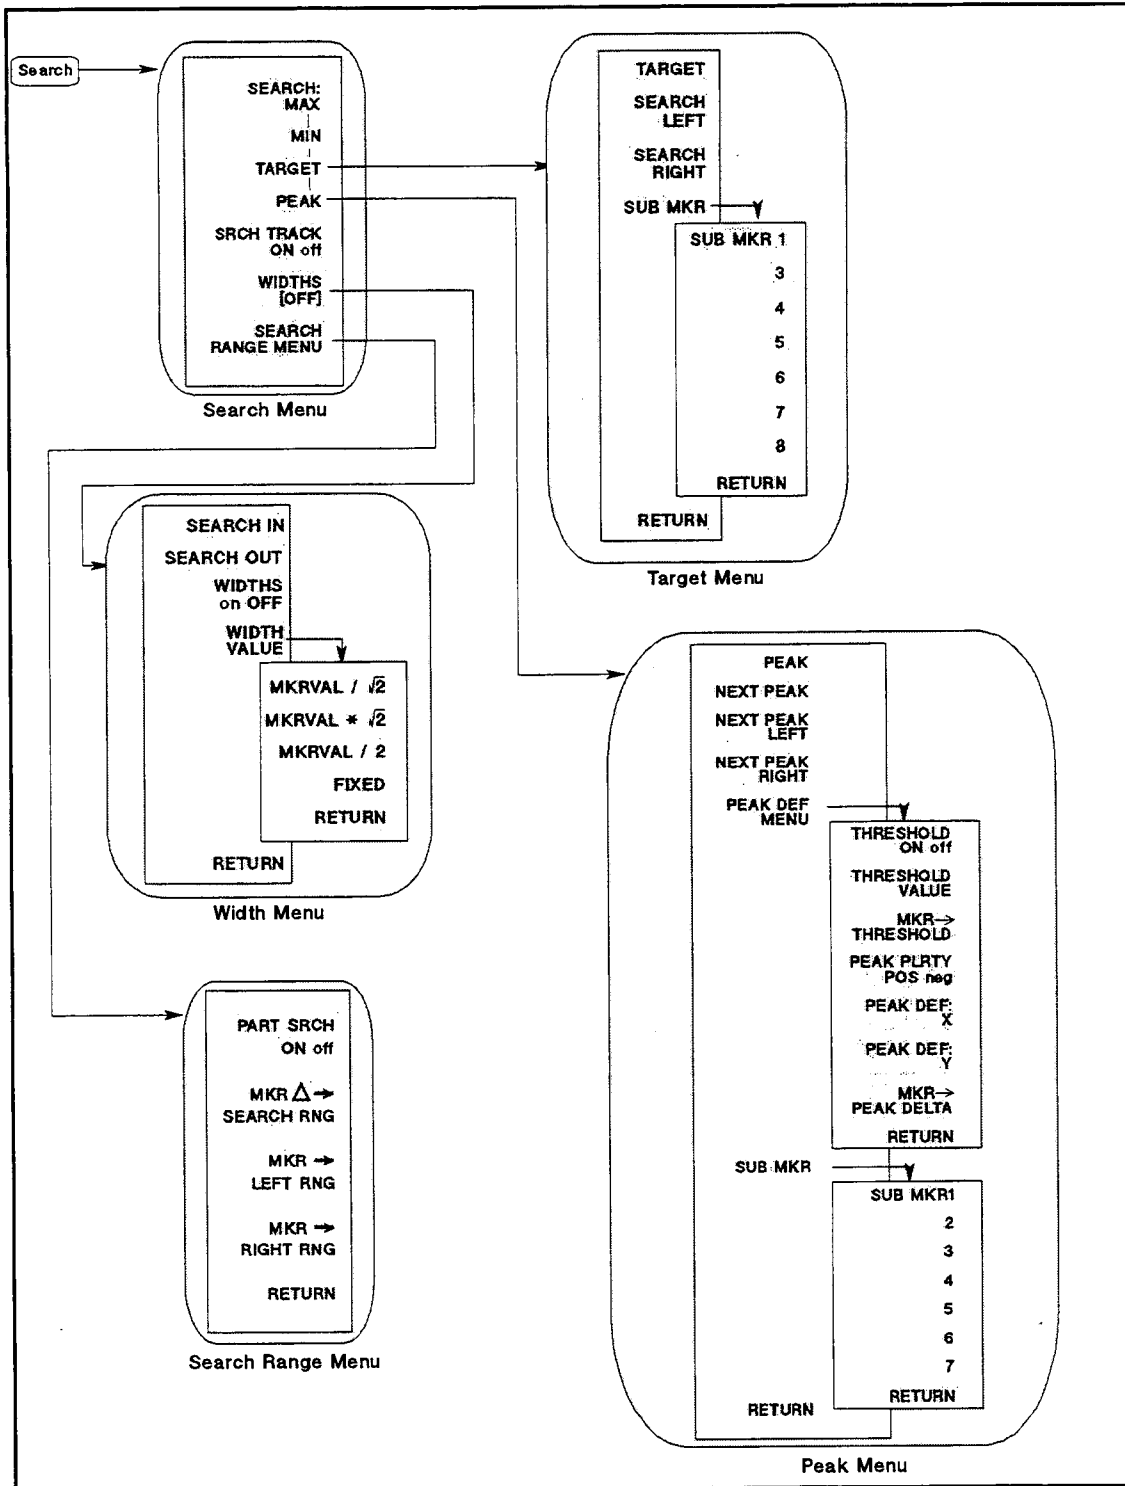 Search
SEARCH:
MAX
MIN
TARGET
PEAK
SRCH TRACK
ON off
WIDTHS
[OFF]
SEARCH
RANGE MENU
Search Menu
TARGET
SEARCH
LEFT
SEARCH
RIGHT
SUB MKR
SUB MKR 1
3
4
5
6
7
8
RETURN
RETURN
Target Menu
SEARCH IN
SEARCH OUT
WIDTHS
on OFF
WIDTH
VALUE
MKRVAL / √2
MKRVAL * √2
MKRVAL / 2
FIXED
RETURN
RETURN
Width Menu
PEAK
NEXT PEAK
NEXT PEAK
LEFT
NEXT PEAK
RIGHT
PEAK DEF
MENU
THRESHOLD
ON off
THRESHOLD
VALUE
MKR→
THRESHOLD
PEAK PLRTY
POS neg
PEAK DEF:
X
PEAK DEF:
Y
MKR→
PEAK DELTA
RETURN
SUB MKR
SUB MKR1
2
3
4
5
6
7
RETURN
RETURN
Peak Menu
PART SRCH
ON off
MKR Δ→
SEARCH RNG
MKR →
LEFT RNG
MKR →
RIGHT RNG
RETURN
Search Range Menu